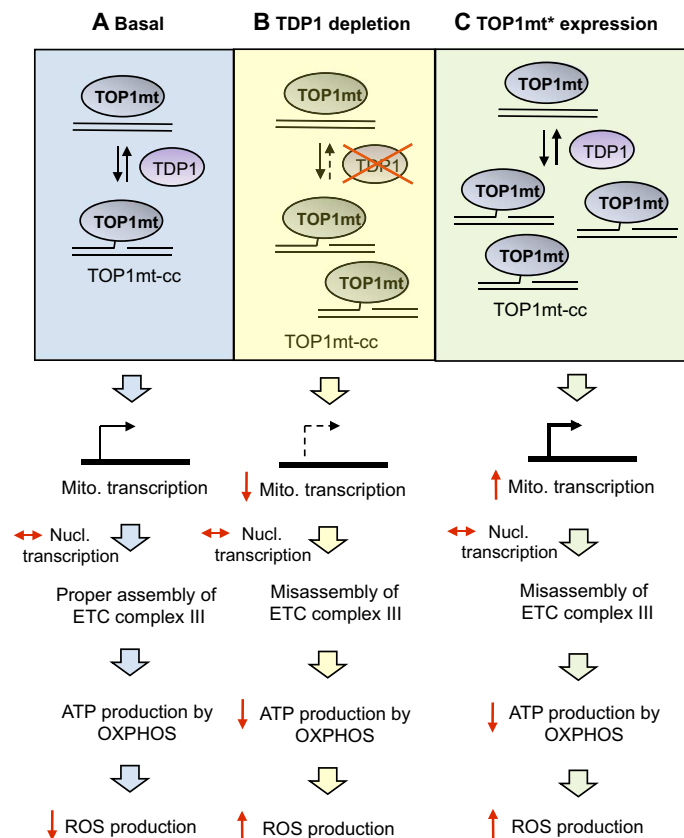 A Basal
TOP1mt
TDP1
TOP1mt
TOP1mt-cc
Mito. transcription
Nucl.
transcription
Proper assembly of
ETC complex III
ATP production by
OXPHOS
ROS production
B TDP1 depletion
TOP1mt
TDP1
TOP1mt
TOP1mt
TOP1mt-cc
Mito. transcription
Nucl.
transcription
Misassembly of
ETC complex III
ATP production by
OXPHOS
ROS production
C TOP1mt* expression
TOP1mt
TDP1
TOP1mt
TOP1mt
TOP1mt
TOP1mt-cc
Mito. transcription
Nucl.
transcription
Misassembly of
ETC complex III
ATP production by
OXPHOS
ROS production